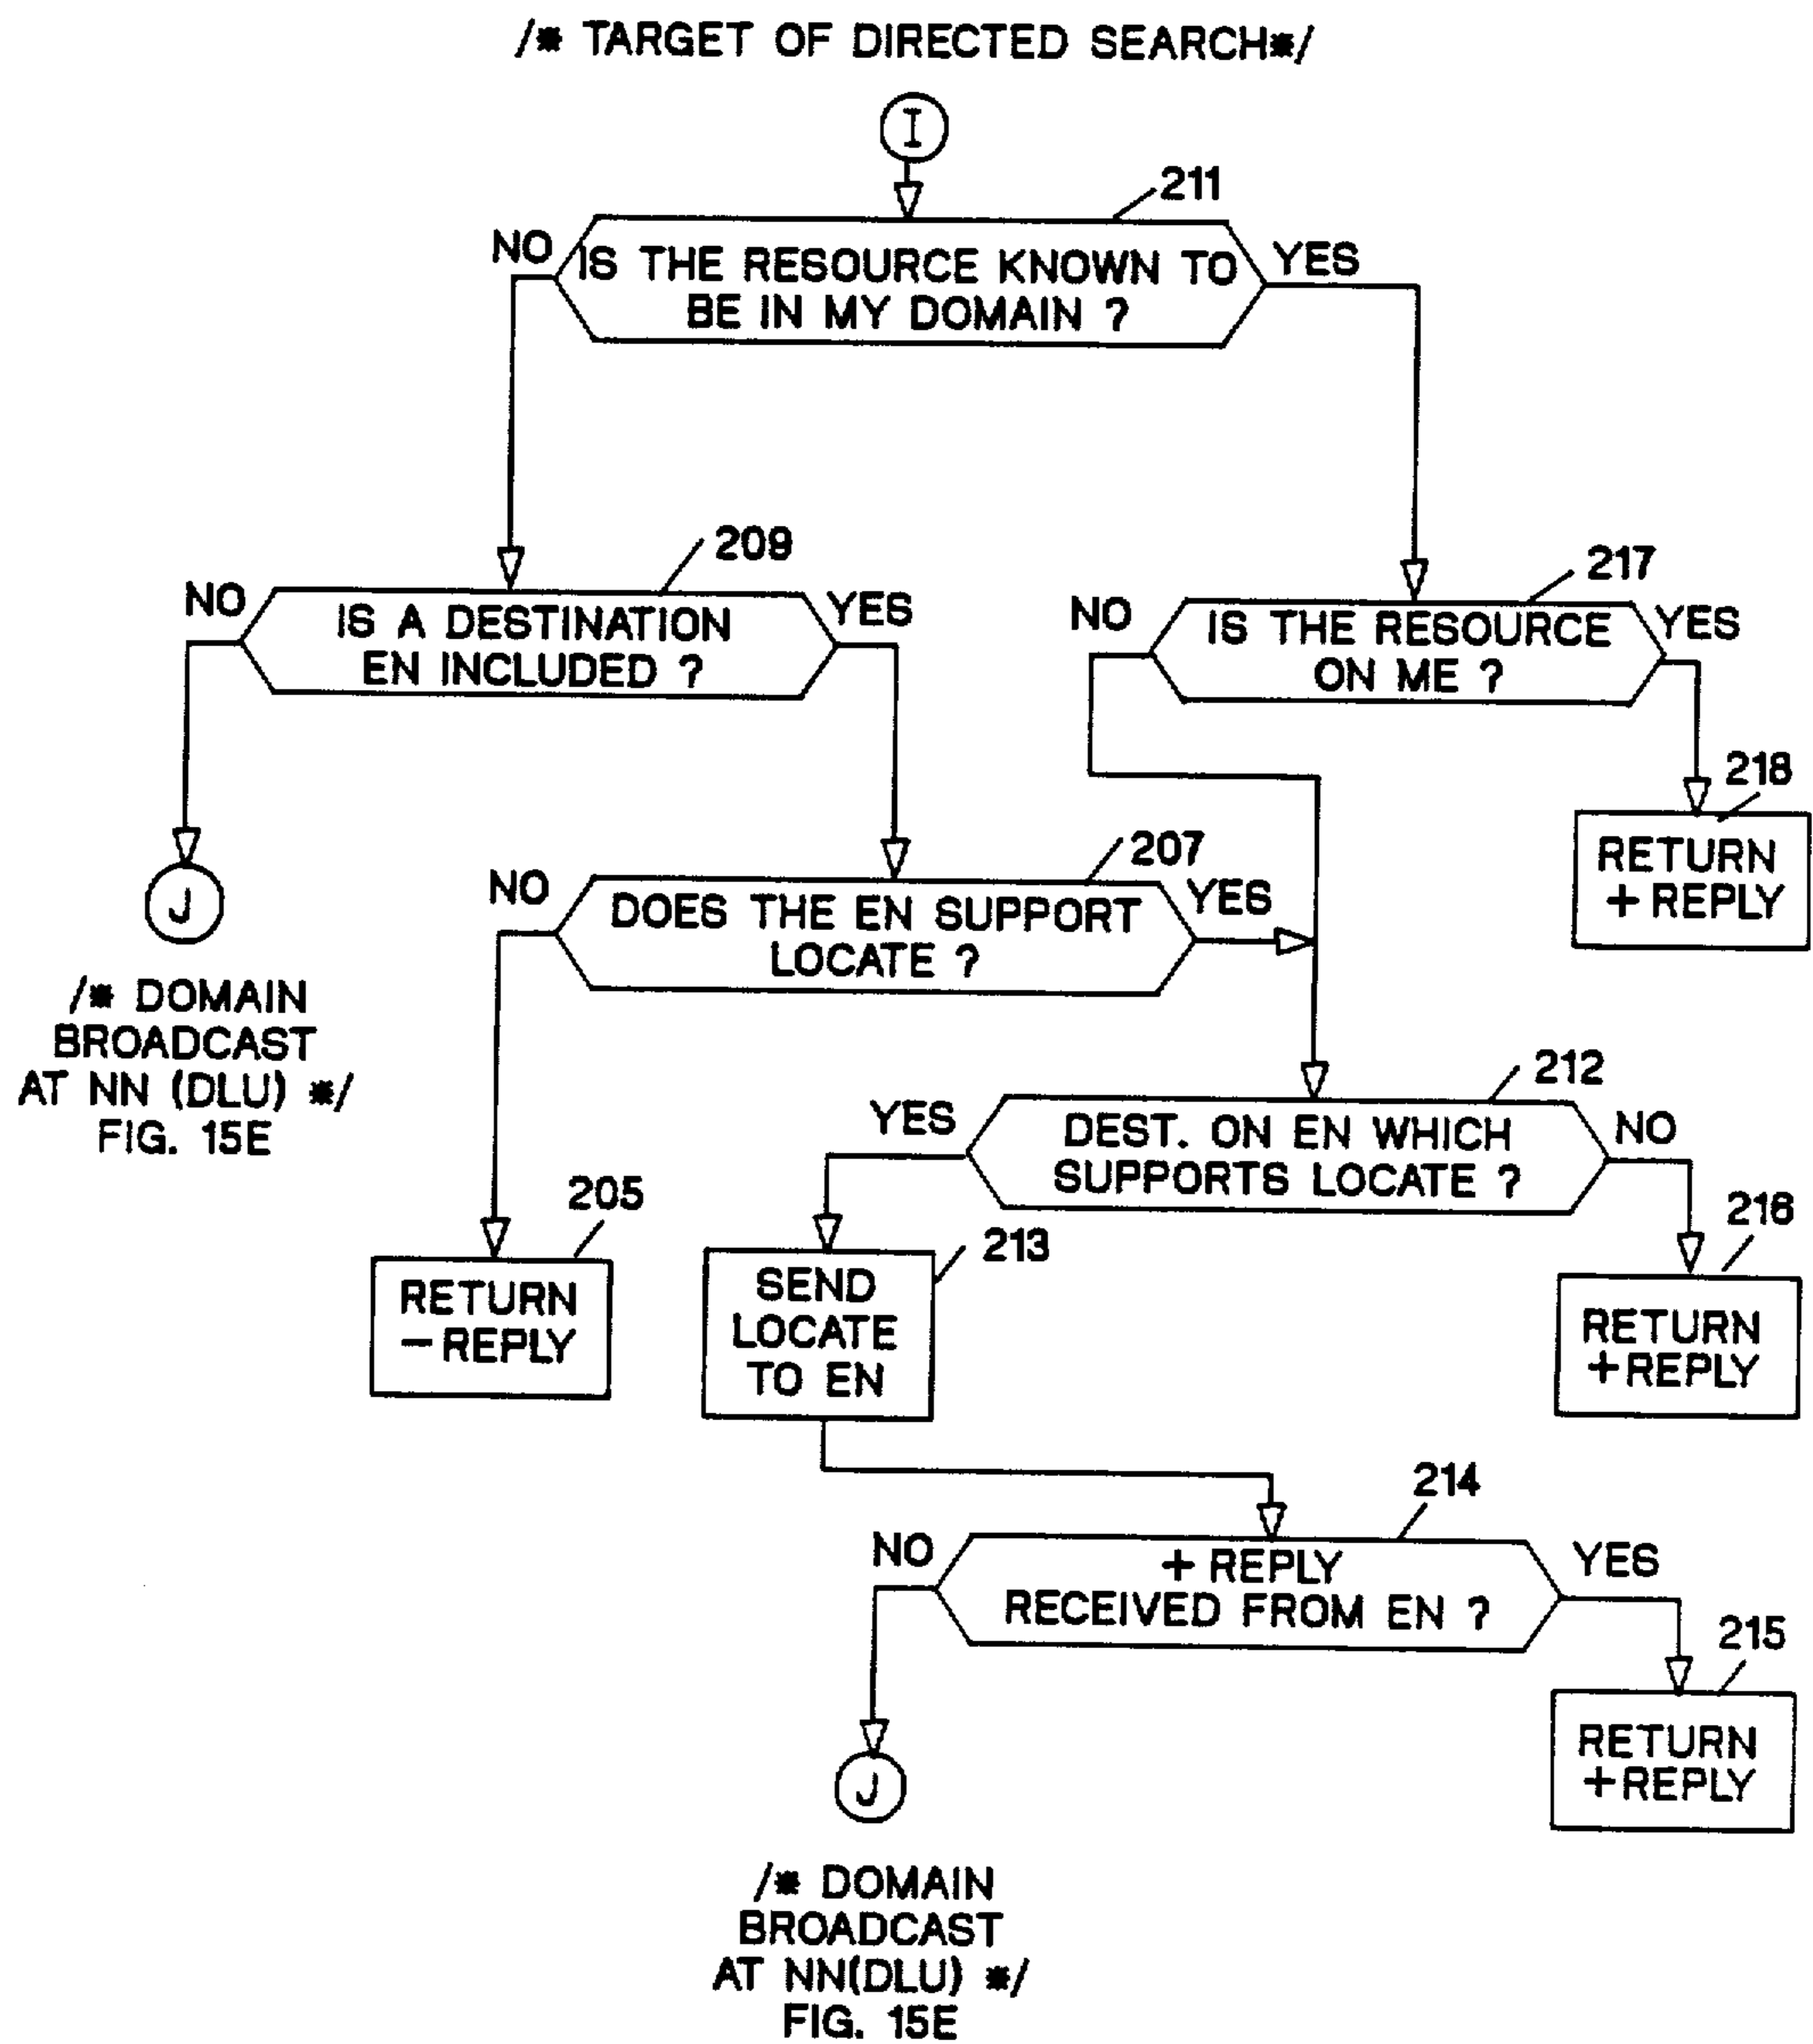 /* TARGET OF DIRECTED SEARCH*/
I
211
NO
YES
IS THE RESOURCE KNOWN TO
BE IN MY DOMAIN ?
209
217
NO
IS A DESTINATION
EN INCLUDED ?
YES
NO
IS THE RESOURCE
ON ME ?
YES
218
RETURN
+ REPLY
J
/* DOMAIN
BROADCAST
AT NN (DLU) */
FIG. 15E
207
NO
DOES THE EN SUPPORT
LOCATE ?
YES
212
YES
DEST. ON EN WHICH
SUPPORTS LOCATE ?
NO
205
RETURN
- REPLY
213
SEND
LOCATE
TO EN
216
RETURN
+ REPLY
214
NO
+ REPLY
RECEIVED FROM EN ?
YES
215
RETURN
+ REPLY
J
/* DOMAIN
BROADCAST
AT NN(DLU) */
FIG. 15E